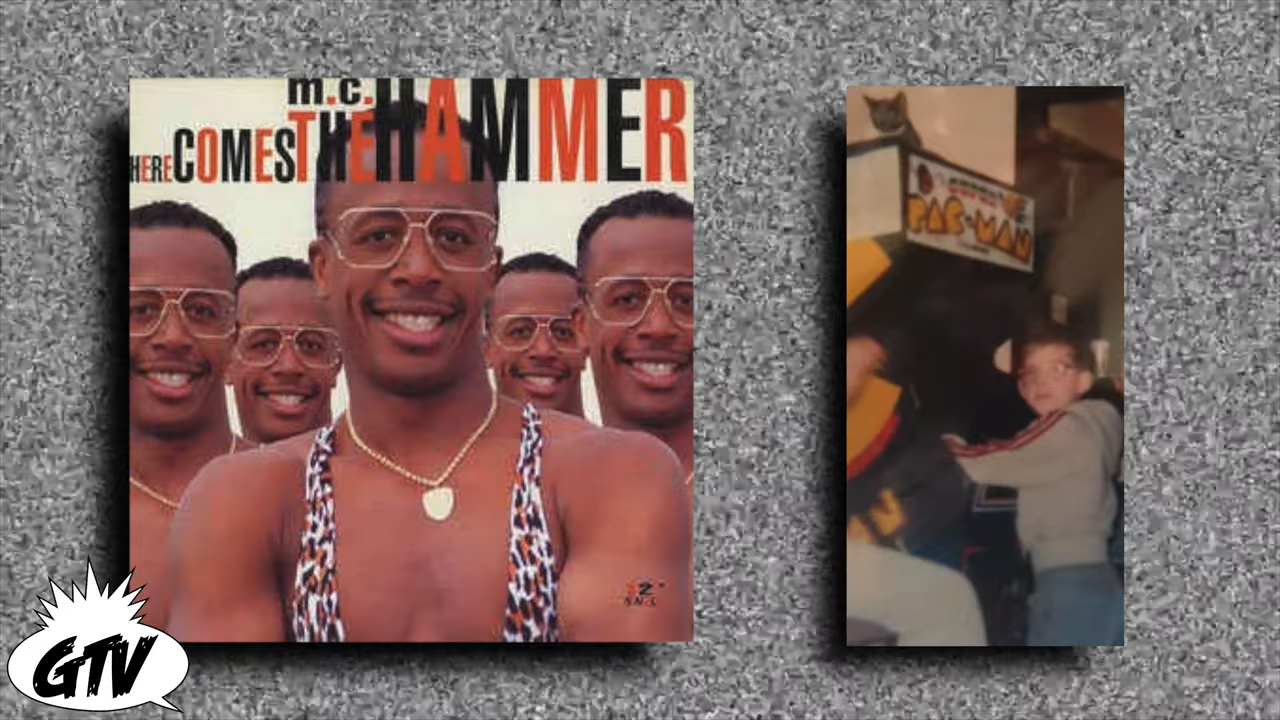 m.c.
HERE COMES THE HAMMER
PAC-MAN
GTV